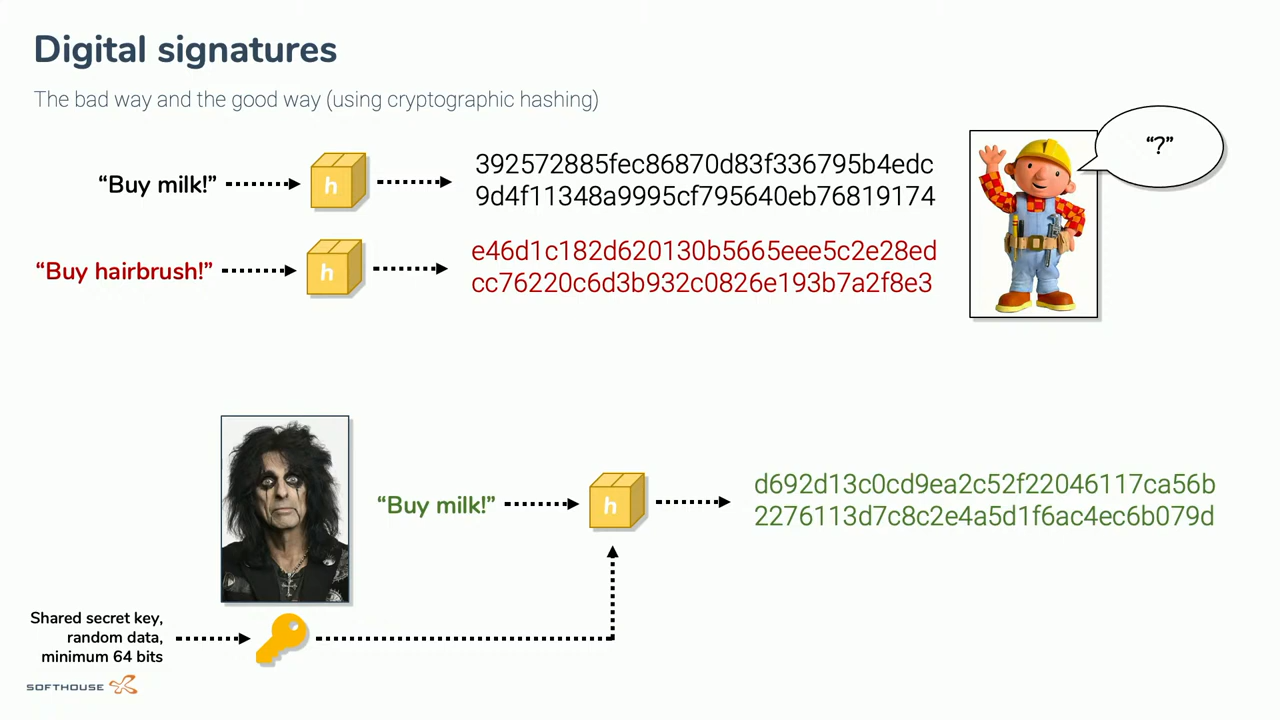 Digital signatures
The bad way and the good way (using cryptographic hashing)
“?”
“Buy milk!”
h
392572885fec86870d83f336795b4edc
9d4f11348a9995cf795640eb76819174
“Buy hairbrush!”
h
e46d1c182d620130b5665eee5c2e28ed
cc76220c6d3b932c0826e193b7a2f8e3
“Buy milk!”
h
d692d13c0cd9ea2c52f22046117ca56b
2276113d7c8c2e4a5d1f6ac4ec6b079d
Shared secret key,
random data,
minimum 64 bits
SOFTHOUSE